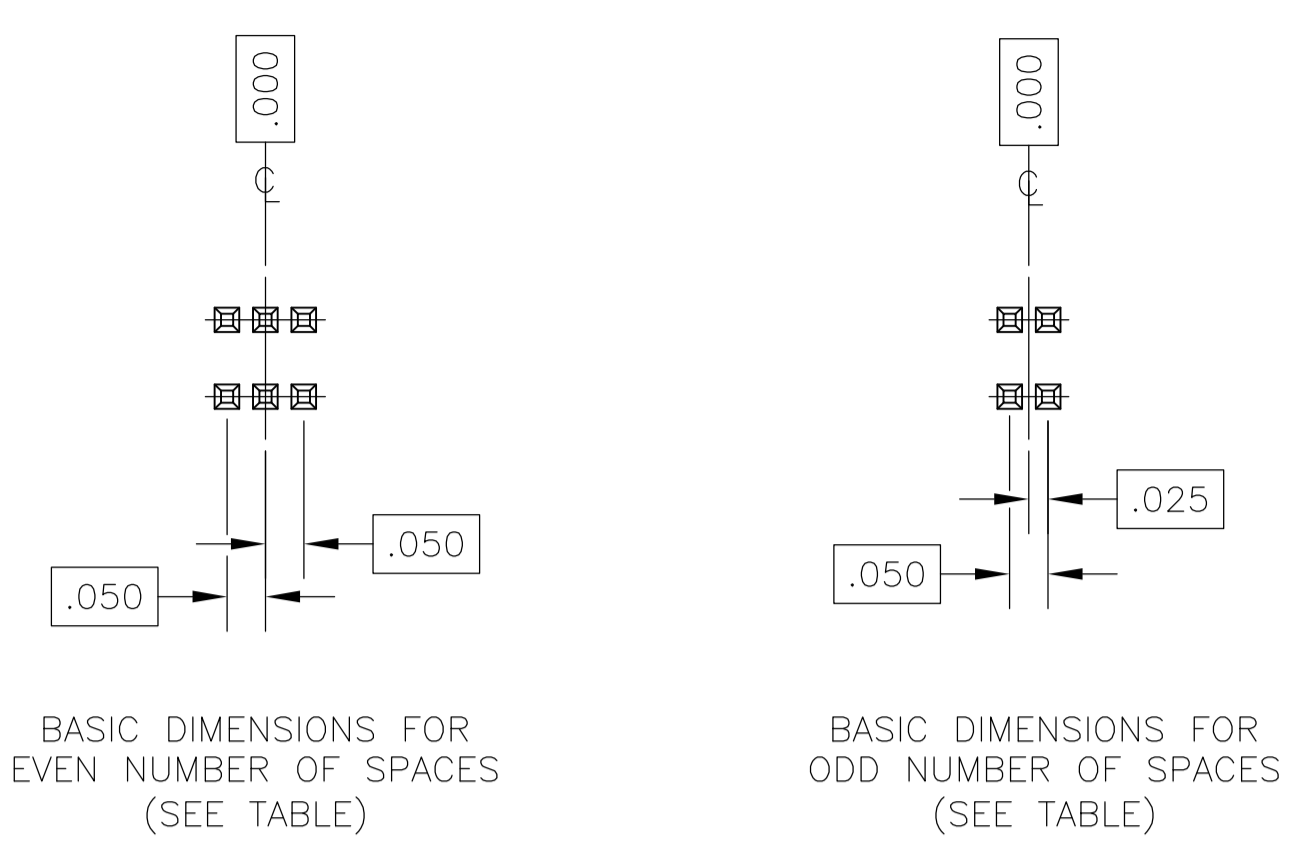 .000
℄
.050
.050
BASIC DIMENSIONS FOR
EVEN NUMBER OF SPACES
(SEE TABLE)
.000
℄
.025
.050
BASIC DIMENSIONS FOR
ODD NUMBER OF SPACES
(SEE TABLE)